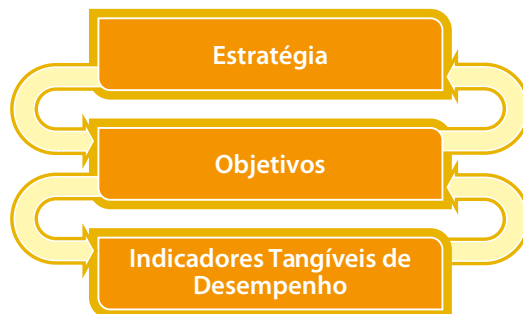 Estratégia
Objetivos
Indicadores Tangíveis de
Desempenho